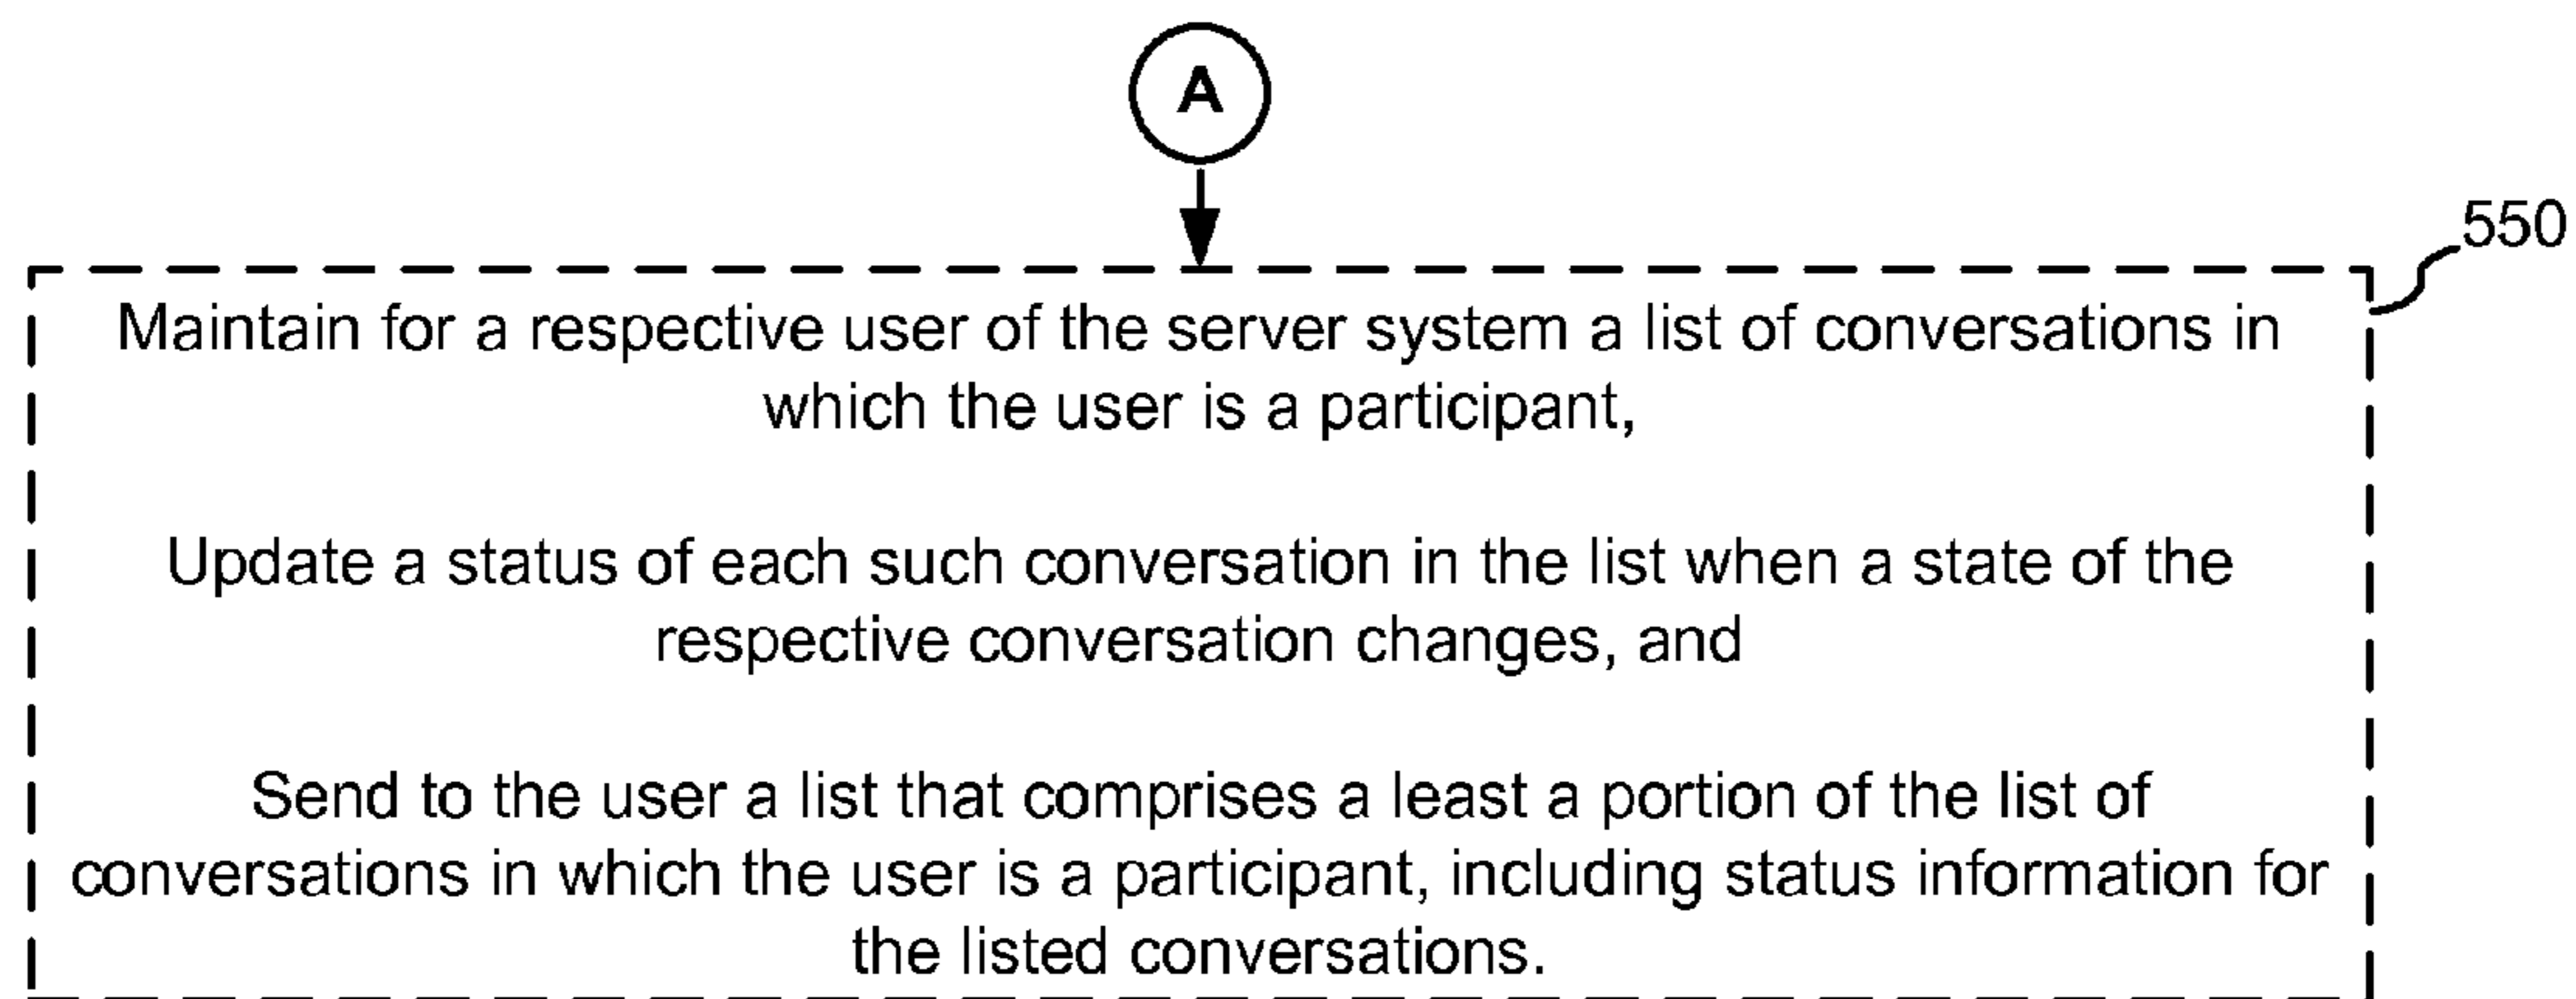 A
550
Maintain for a respective user of the server system a list of conversations in
which the user is a participant,
Update a status of each such conversation in the list when a state of the
respective conversation changes, and
Send to the user a list that comprises a least a portion of the list of
conversations in which the user is a participant, including status information for
the listed conversations.